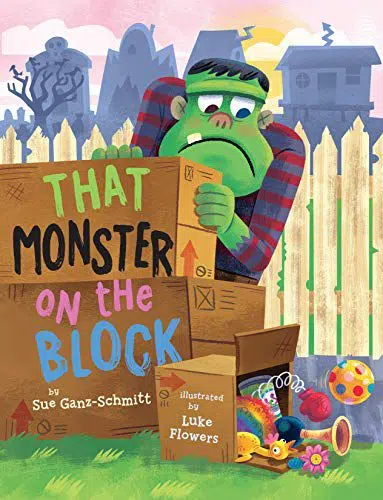 THAT
MONSTER
ON the
BLOCK
by
Sue Ganz-Schmitt
illustrated
by
Luke
Flowers